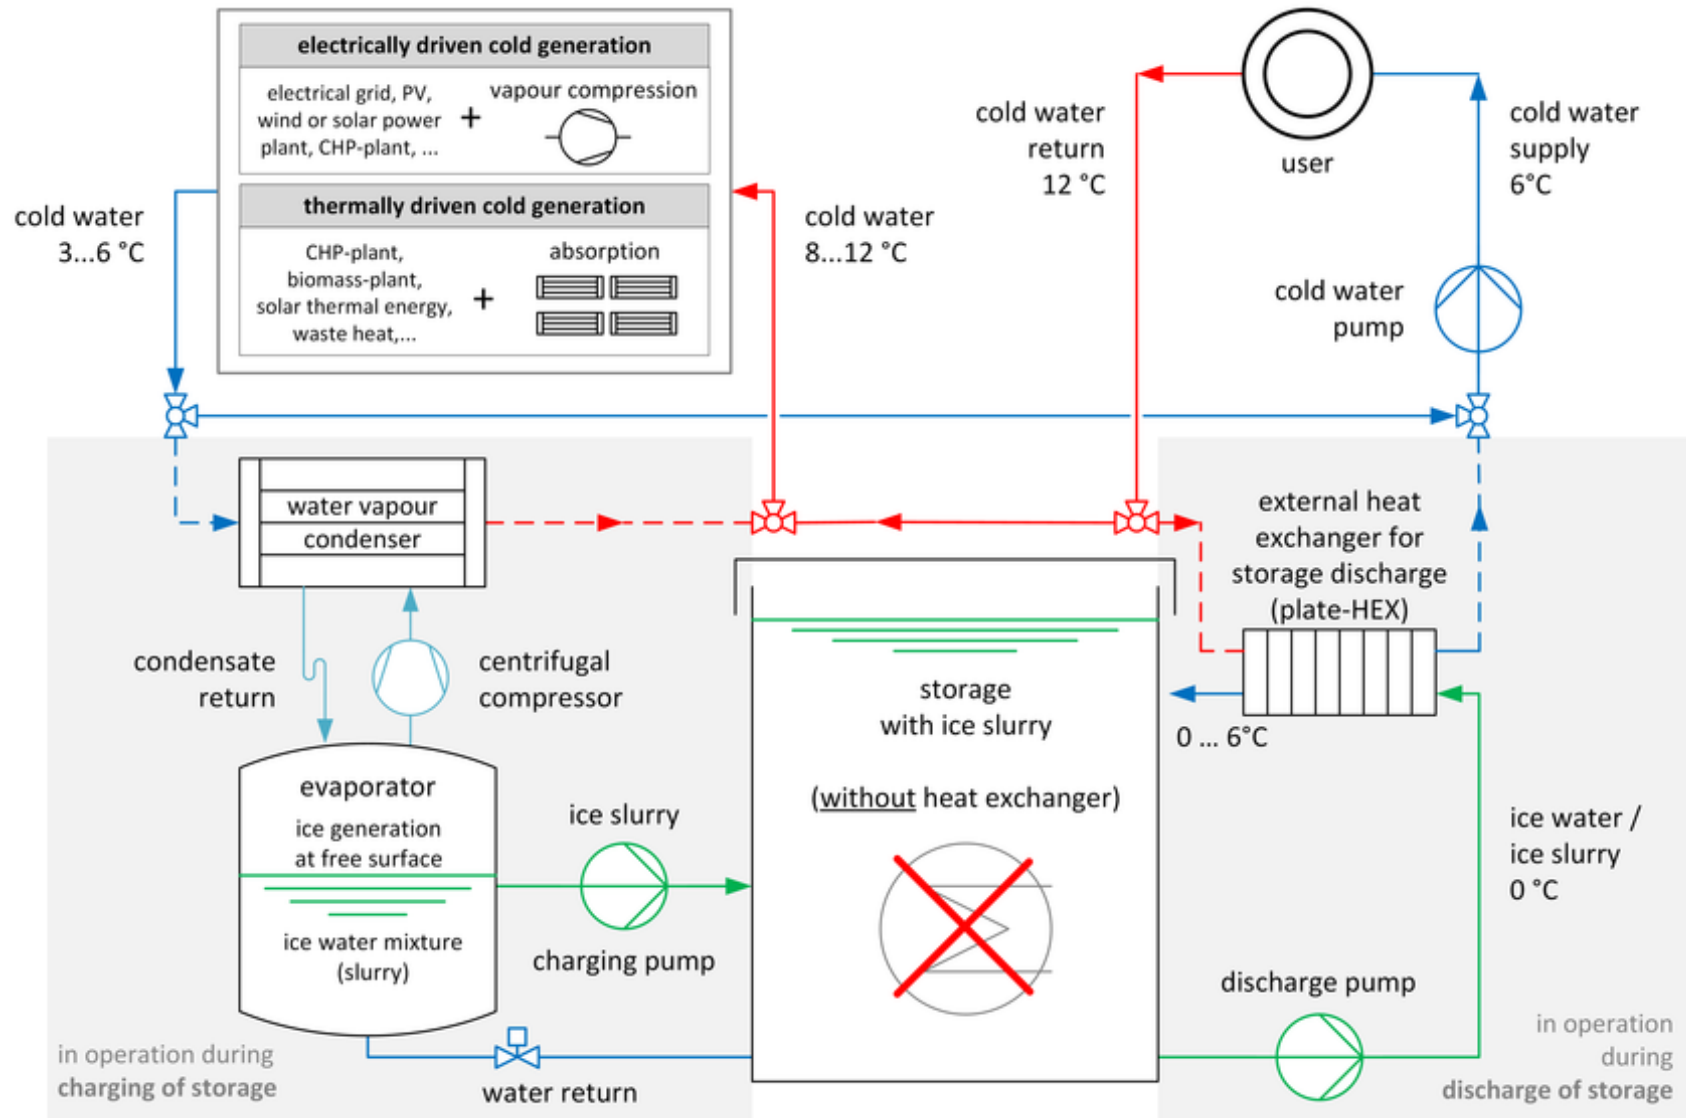 electrically driven cold generation
electrical grid, PV,
wind or solar power
plant, CHP-plant, ...
+
vapour compression
thermally driven cold generation
CHP-plant,
biomass-plant,
solar thermal energy,
waste heat,...
+
absorption
cold water
3...6 °C
cold water
8...12 °C
cold water
return
12 °C
user
cold water
supply
6°C
cold water
pump
water vapour
condenser
external heat
exchanger for
storage discharge
(plate-HEX)
condensate
return
centrifugal
compressor
storage
with ice slurry
(without heat exchanger)
0 ... 6°C
evaporator
ice generation
at free surface
ice water mixture
(slurry)
ice slurry
charging pump
ice water /
ice slurry
0 °C
discharge pump
in operation during
charging of storage
water return
in operation
during
discharge of storage